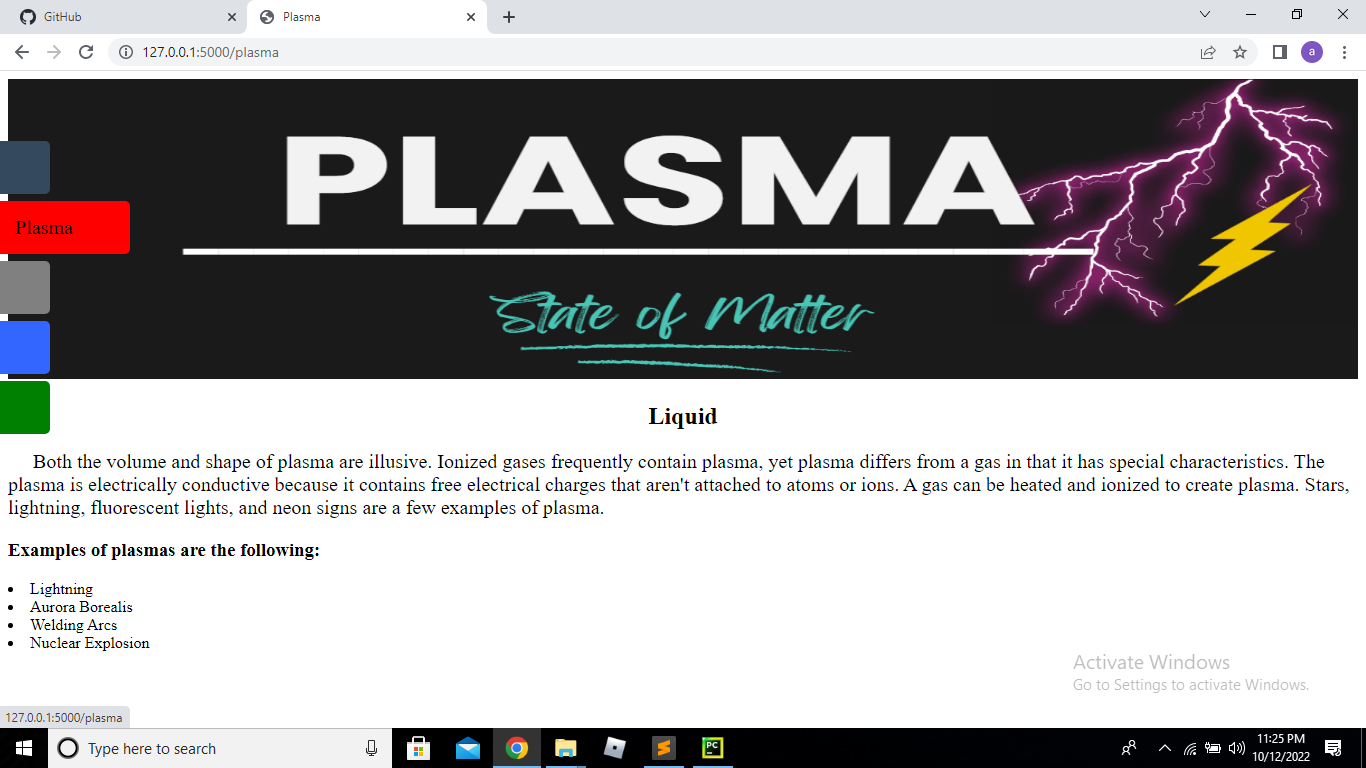 GitHub
Plasma
127.0.0.1:5000/plasma
a
PLASMA
Plasma
State of Matter
Liquid
Both the volume and shape of plasma are illusive. Ionized gases frequently contain plasma, yet plasma differs from a gas in that it has special characteristics. The
plasma is electrically conductive because it contains free electrical charges that aren't attached to atoms or ions. A gas can be heated and ionized to create plasma. Stars,
lightning, fluorescent lights, and neon signs are a few examples of plasma.
Examples of plasmas are the following:
Lightning
Aurora Borealis
Welding Arcs
Nuclear Explosion
Activate Windows
Go to Settings to activate Windows.
127.0.0.1:5000/plasma
Type here to search
PC
11:25 PM
10/12/2022